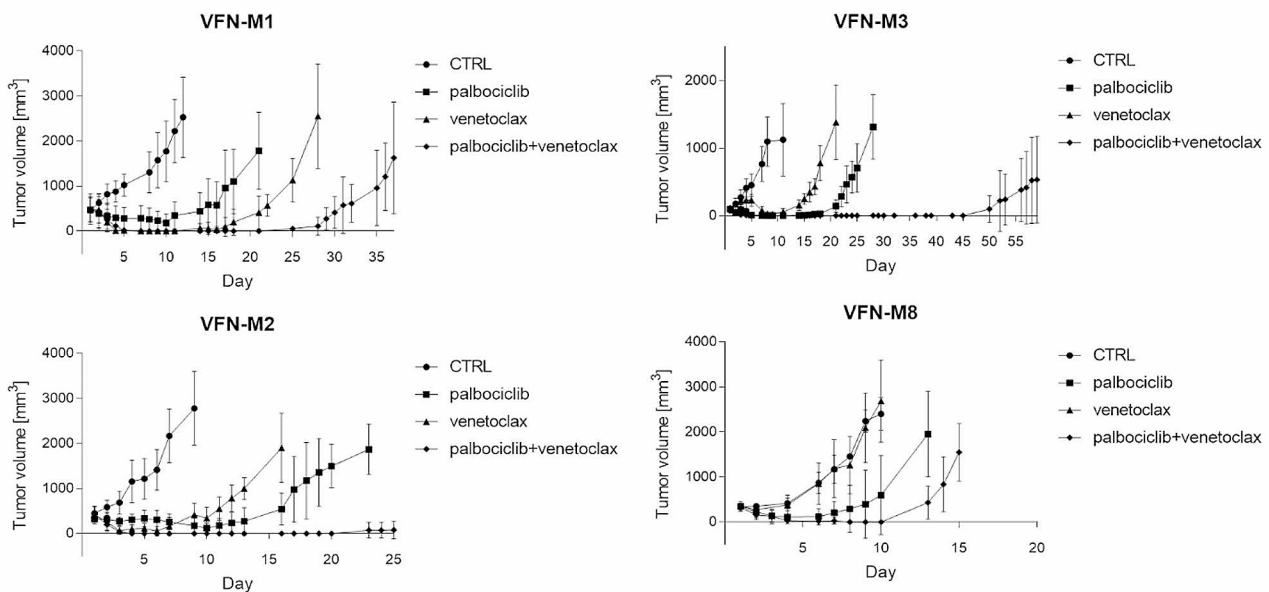 VFN-M1
4000
3000
2000
1000
0
Tumor volume [mm³]
5 10 15 20 25 30 35
Day
CTRL
palbociclib
venetoclax
palbociclib+venetoclax
VFN-M3
2000
1000
0
Tumor volume [mm³]
5 10 15 20 25 30 35 40 45 50 55
Day
CTRL
palbociclib
venetoclax
palbociclib+venetoclax
VFN-M2
4000
3000
2000
1000
0
Tumor volume [mm³]
5 10 15 20 25
Day
CTRL
palbociclib
venetoclax
palbociclib+venetoclax
VFN-M8
4000
3000
2000
1000
0
Tumor volume [mm³]
5 10 15 20
Day
CTRL
palbociclib
venetoclax
palbociclib+venetoclax